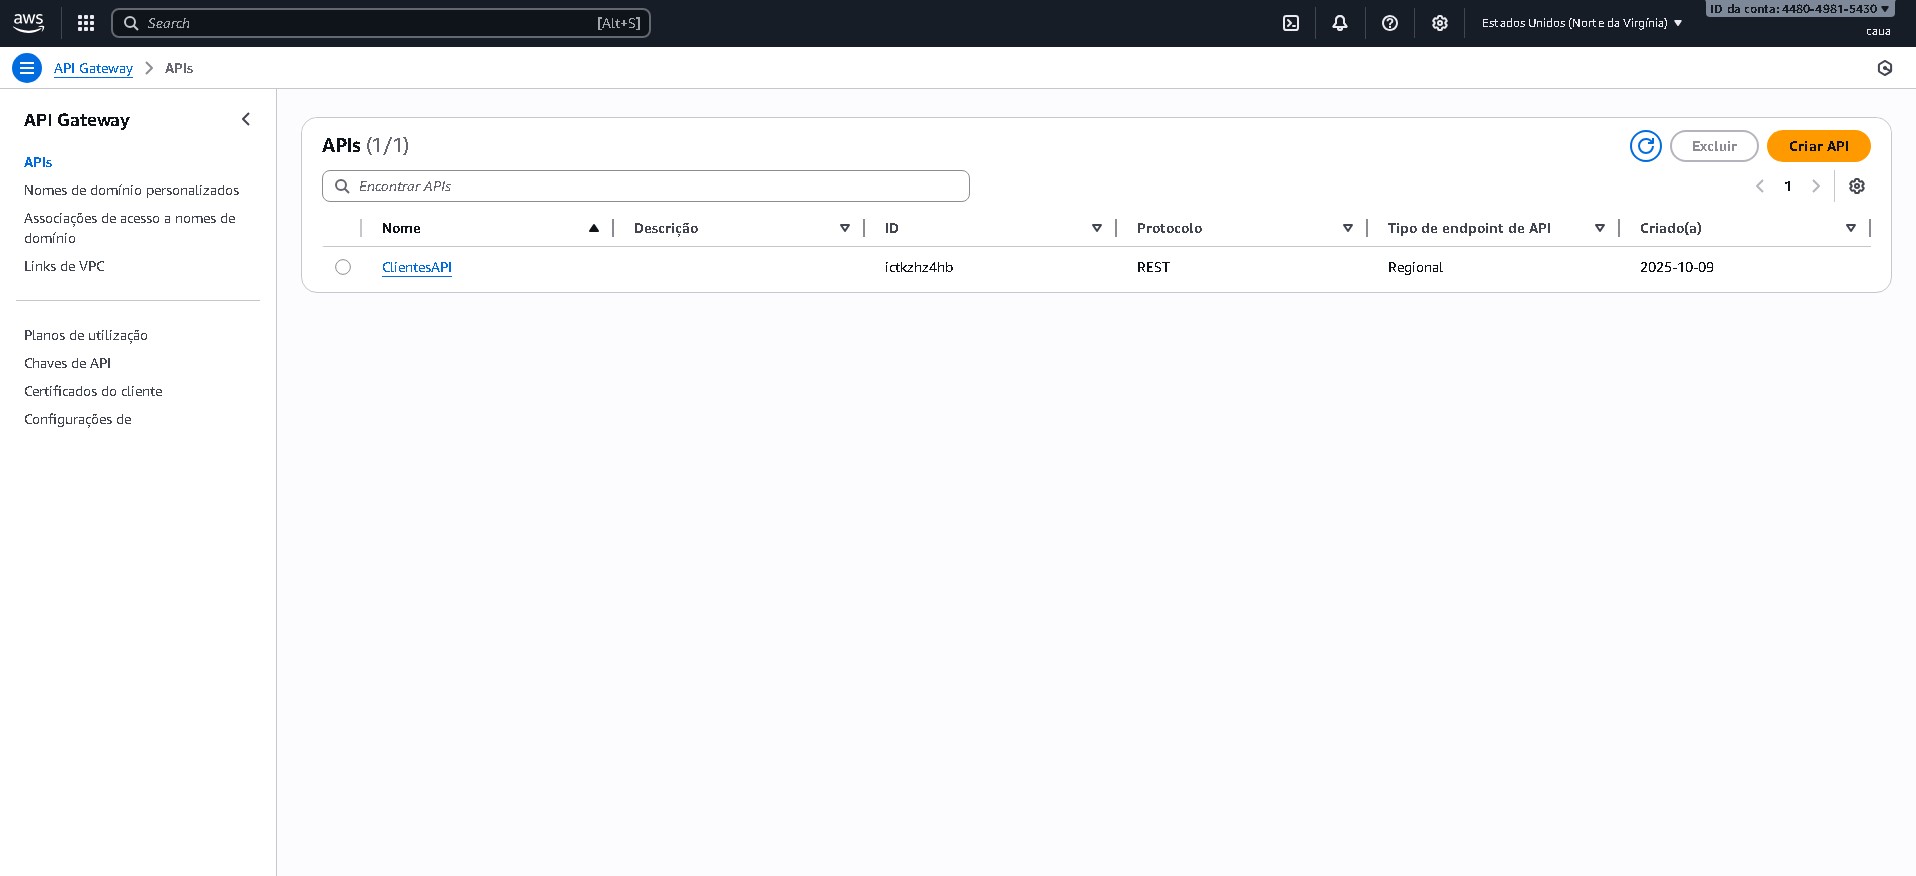 aws
Search
[Alt+S]
Estados Unidos (Norte da Virgínia)
ID da conta: 4480-4981-5430
caua
API Gateway
APIs
API Gateway
APIs
Nomes de domínio personalizados
Associações de acesso a nomes de
domínio
Links de VPC
Planos de utilização
Chaves de API
Certificados do cliente
Configurações de
APIs (1/1)
Excluir
Criar API
Encontrar APIs
1
Nome Descrição ID Protocolo Tipo de endpoint de API Criado(a)
ClientesAPI ictkzhz4hb REST Regional 2025-10-09